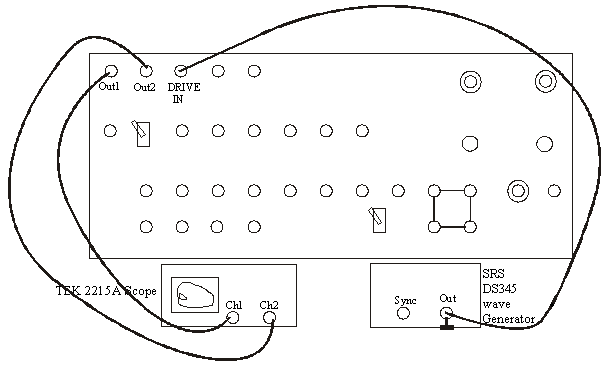 Out1 Out2 DRIVE
IN
TEK 2215A Scope
Ch1 Ch2
Sync Out
SRS
DS345
wave
Generator